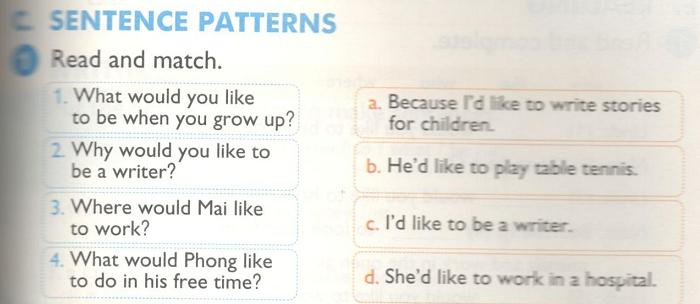 C. SENTENCE PATTERNS
1 Read and match.
1. What would you like
to be when you grow up?
2. Why would you like to
be a writer?
3. Where would Mai like
to work?
4. What would Phong like
to do in his free time?
a. Because I'd like to write stories
for children.
b. He'd like to play table tennis.
c. I'd like to be a writer.
d. She'd like to work in a hospital.